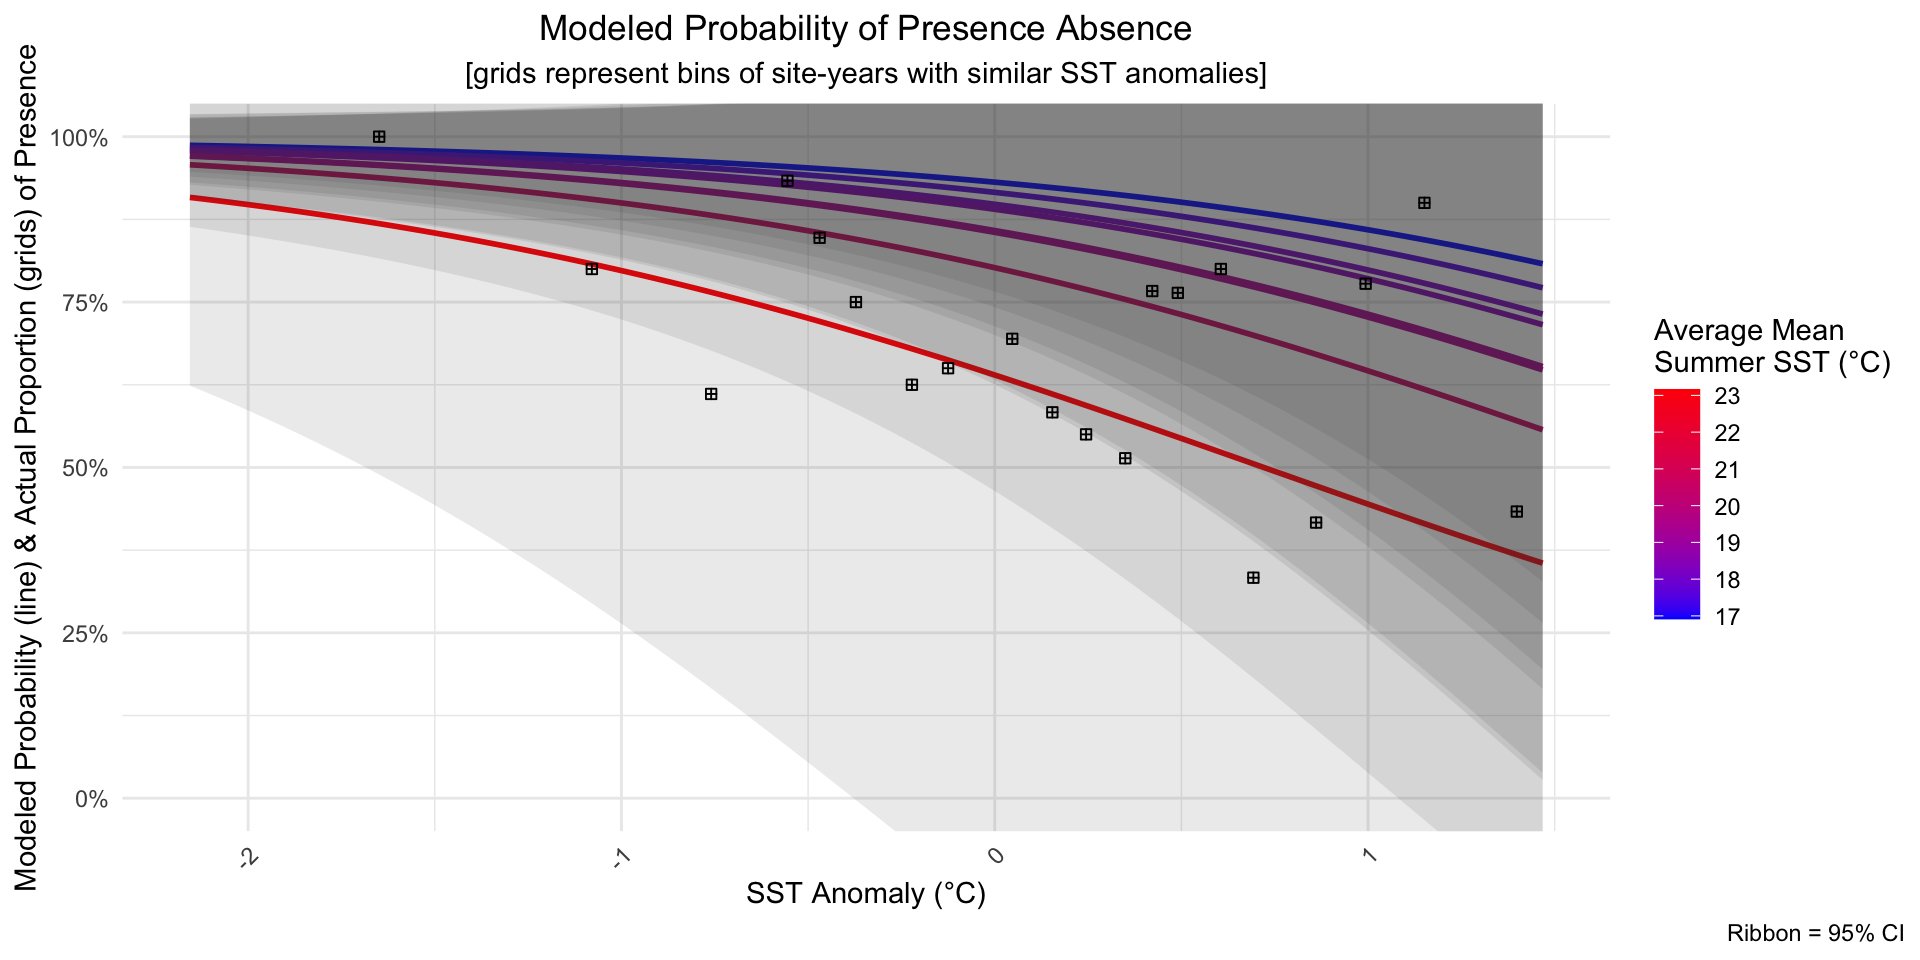 Modeled Probability of Presence Absence
[grids represent bins of site-years with similar SST anomalies]
Modeled Probability (line) & Actual Proportion (grids) of Presence
100%
75%
50%
25%
0%
-2
-1
0
1
SST Anomaly (°C)
Average Mean
Summer SST (°C)
23
22
21
20
19
18
17
Ribbon = 95% CI